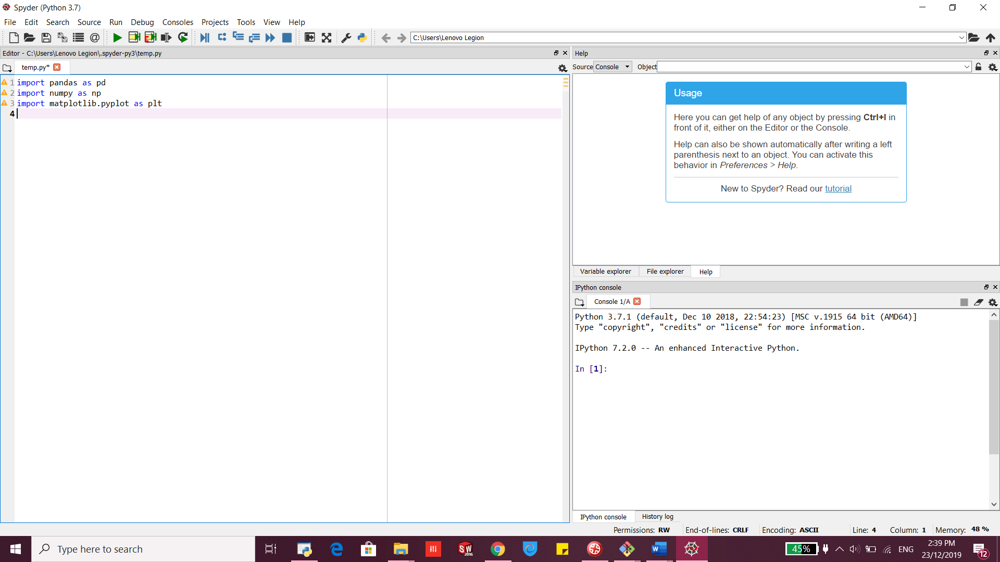 Spyder (Python 3.7)
File Edit Search Source Run Debug Consoles Projects Tools View Help
C:\Users\Lenovo Legion
Editor - C:\Users\Lenovo Legion\.spyder-py3\temp.py
temp.py*
1 import pandas as pd
2 import numpy as np
3 import matplotlib.pyplot as plt
4
Help
Source Console Object
Usage
Here you can get help of any object by pressing Ctrl+I in
front of it, either on the Editor or the Console.
Help can also be shown automatically after writing a left
parenthesis next to an object. You can activate this
behavior in Preferences > Help.
New to Spyder? Read our tutorial
Variable explorer File explorer Help
IPython console
Console 1/A
Python 3.7.1 (default, Dec 10 2018, 22:54:23) [MSC v.1915 64 bit (AMD64)]
Type "copyright", "credits" or "license" for more information.
IPython 7.2.0 -- An enhanced Interactive Python.
In [1]:
IPython console History log
Permissions: RW End-of-lines: CRLF Encoding: ASCII Line: 4 Column: 1 Memory: 48 %
Type here to search
SW 2016
45%
ENG
2:39 PM
23/12/2019
12